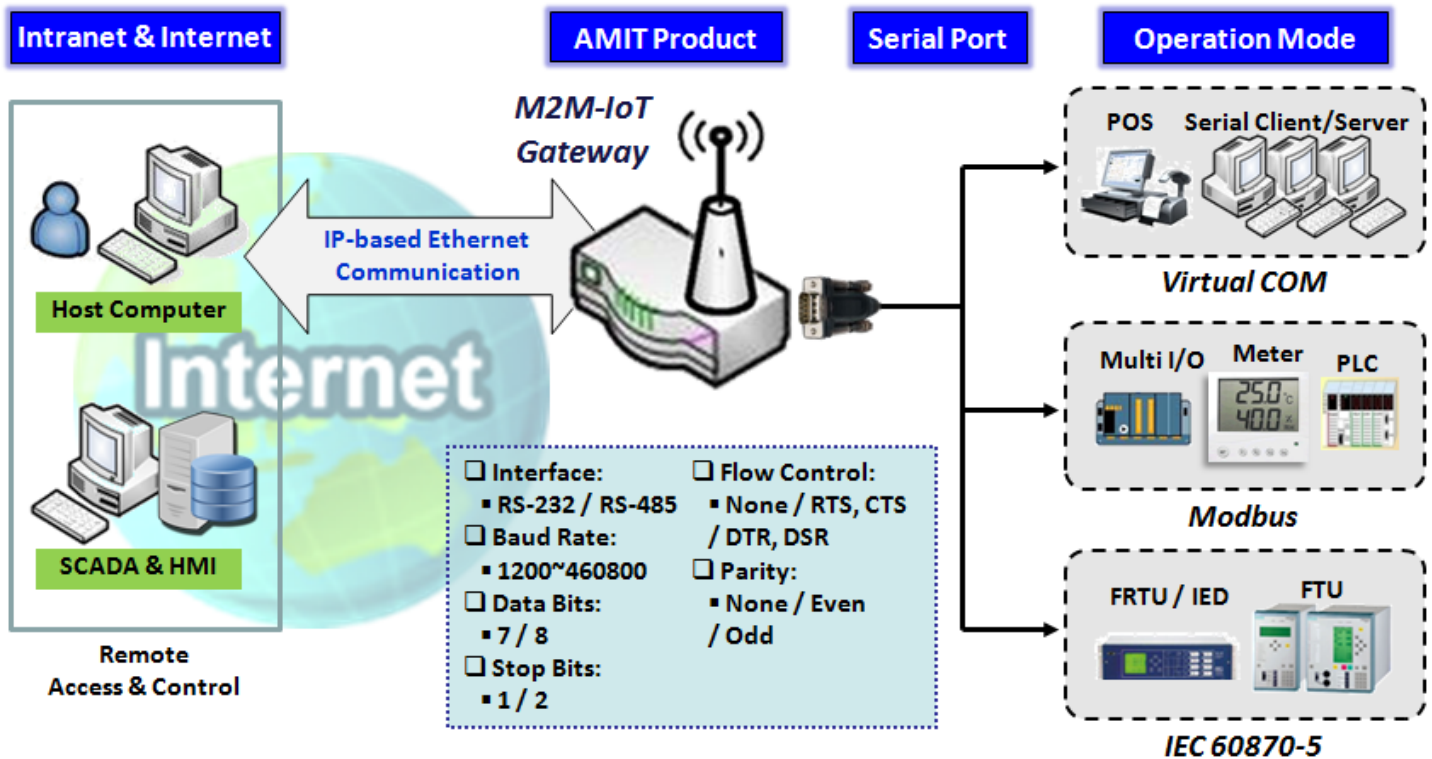 Intranet & Internet
AMIT Product
Serial Port
Operation Mode
M2M-IoT
Gateway
IP-based Ethernet
Communication
Host Computer
Internet
SCADA & HMI
Remote
Access & Control
❑ Interface:
▪ RS-232 / RS-485
❑ Baud Rate:
▪ 1200~460800
❑ Data Bits:
▪ 7 / 8
❑ Stop Bits:
▪ 1 / 2
❑ Flow Control:
▪ None / RTS, CTS
/ DTR, DSR
❑ Parity:
▪ None / Even
/ Odd
POS
Serial Client/Server
Virtual COM
Multi I/O
Meter
PLC
25.0 °C
40.0 %
Modbus
FRTU / IED
FTU
IEC 60870-5